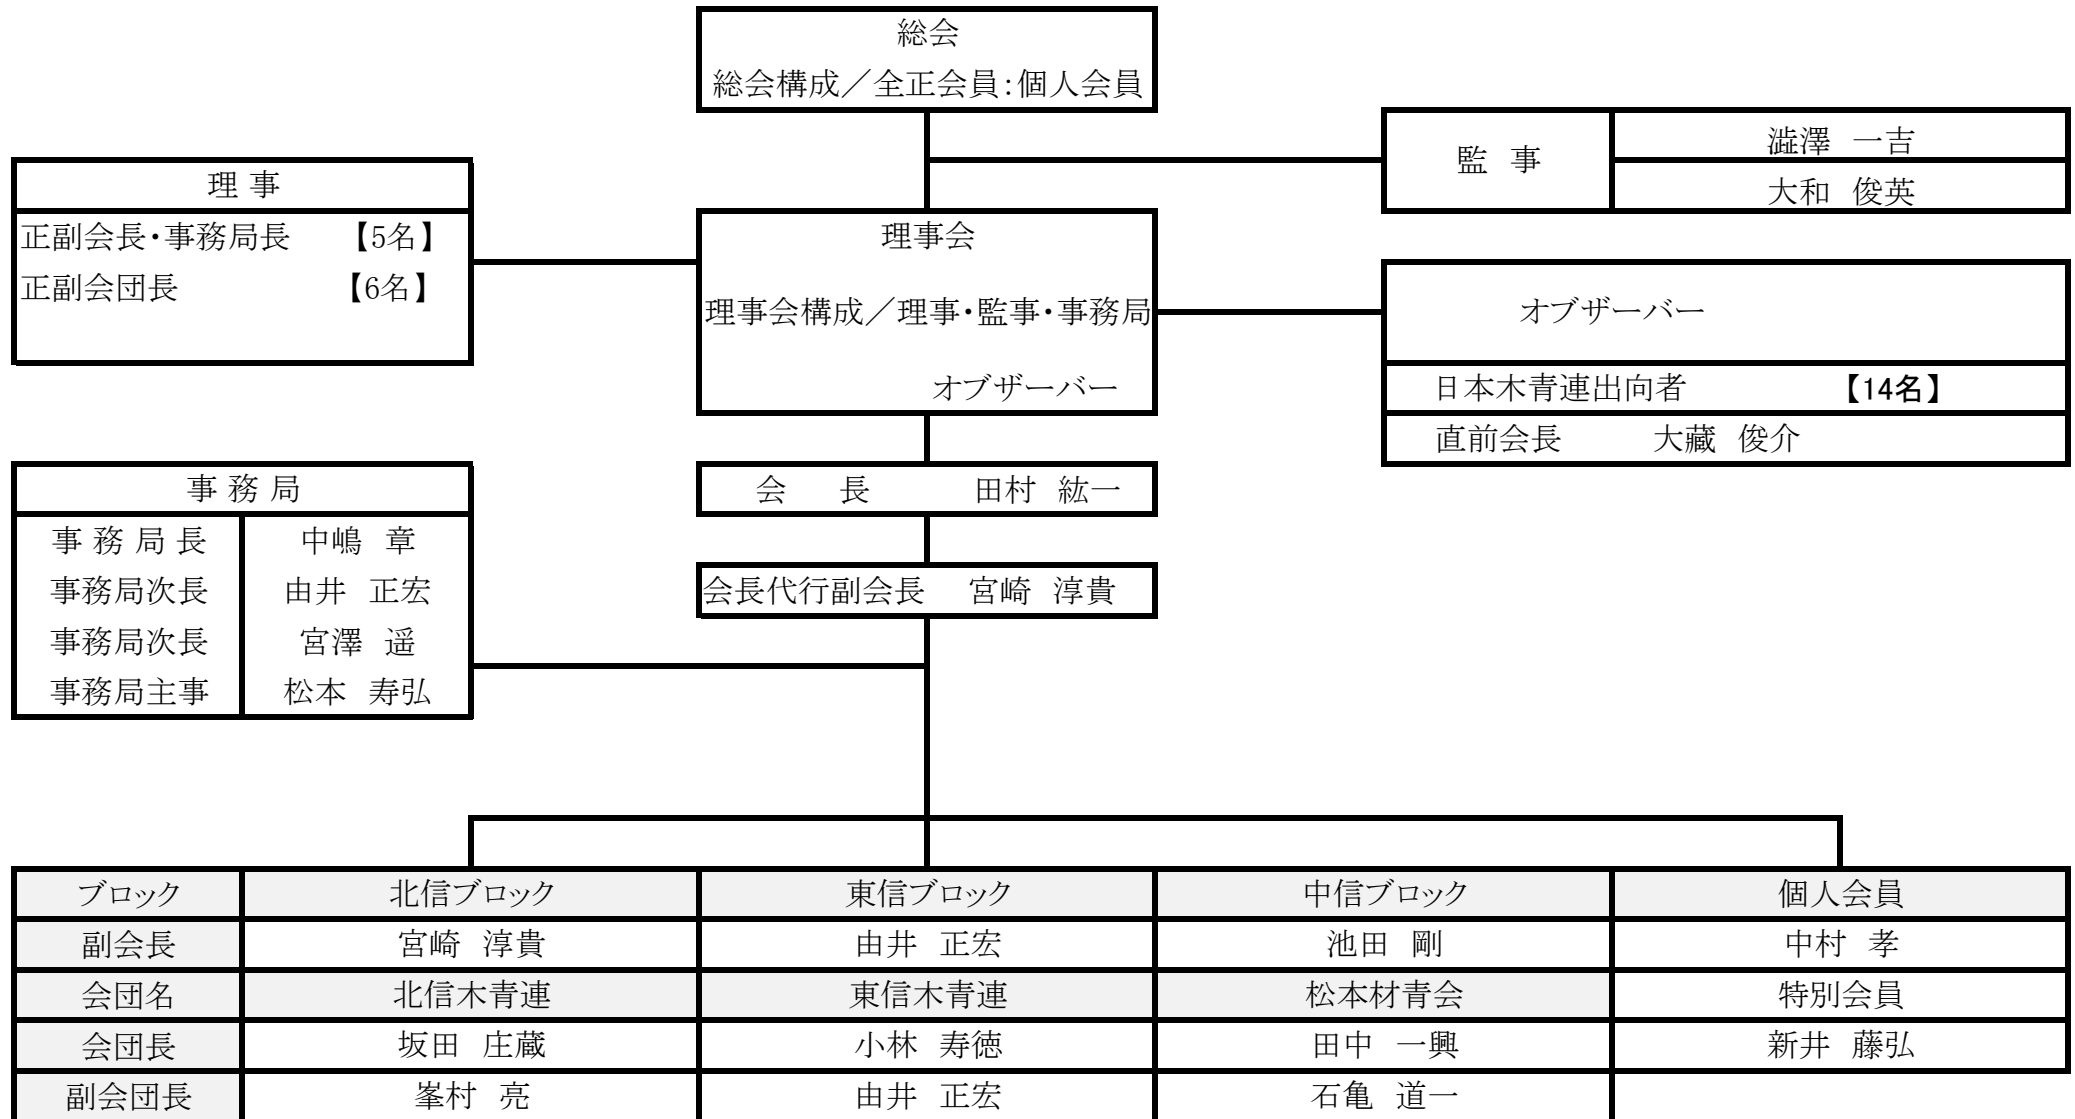 総会
総会構成／全正会員:個人会員
監 事
澁澤 一吉
大和 俊英
理 事
正副会長・事務局長 【5名】
正副会団長 【6名】
理事会
理事会構成／理事・監事・事務局
オブザーバー
オブザーバー
日本木青連出向者 【14名】
直前会長 大藏 俊介
会 長 田村 紘一
会長代行副会長 宮崎 淳貴
事 務 局
事 務 局 長 中嶋 章
事務局次長 由井 正宏
事務局次長 宮澤 遥
事務局主事 松本 寿弘
ブロック 北信ブロック 東信ブロック 中信ブロック 個人会員
副会長 宮崎 淳貴 由井 正宏 池田 剛 中村 孝
会団名 北信木青連 東信木青連 松本材青会 特別会員
会団長 坂田 庄蔵 小林 寿徳 田中 一興 新井 藤弘
副会団長 峯村 亮 由井 正宏 石亀 道一